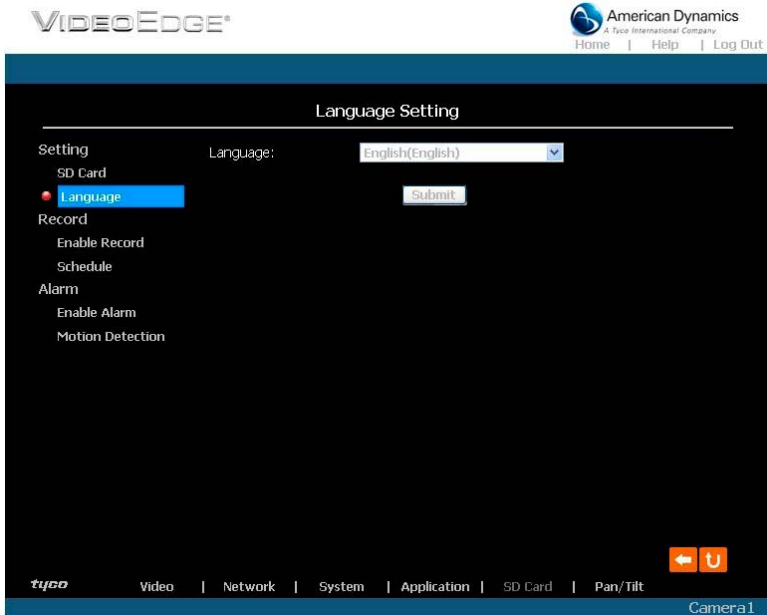 VIDEOEDGE®
American Dynamics
A Tyco International Company
Home | Help | Log Out
Language Setting
Setting
Language: English(English)
SD Card
Language
Submit
Record
Enable Record
Schedule
Alarm
Enable Alarm
Motion Detection
tyco Video | Network | System | Application | SD Card | Pan/Tilt
Camera1